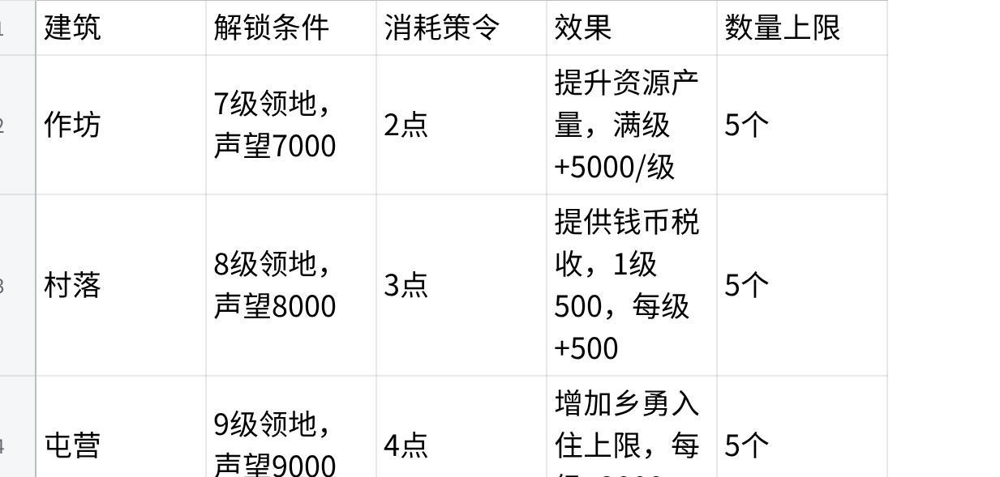 建筑
解锁条件
消耗策令
效果
数量上限
2
作坊
7级领地，
声望7000
2点
提升资源产
量，满级
+5000/级
5个
村落
8级领地，
声望8000
3点
提供钱币税
收，1级
500，每级
+500
5个
屯营
9级领地，
声望9000
4点
增加乡勇入
住上限，每
5个